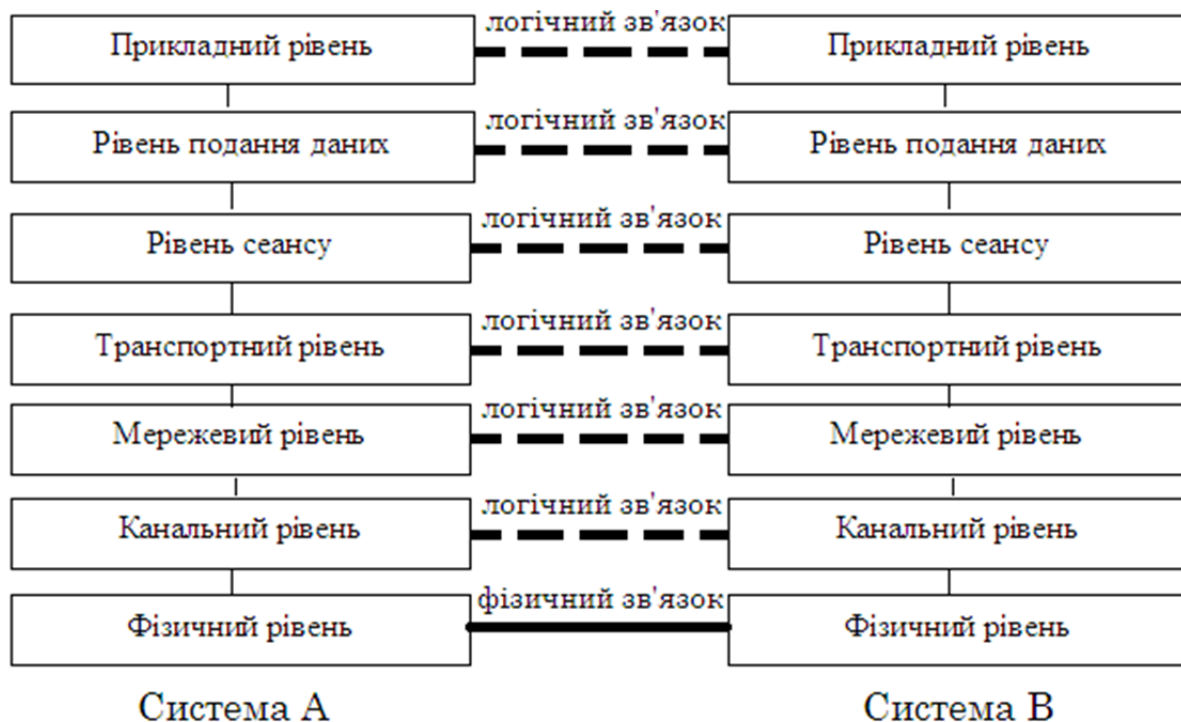 логічний зв'язок
Прикладний рівень
Прикладний рівень
логічний зв'язок
Рівень подання даних
Рівень подання даних
логічний зв'язок
Рівень сеансу
Рівень сеансу
логічний зв'язок
Транспортний рівень
Транспортний рівень
логічний зв'язок
Мережевий рівень
Мережевий рівень
логічний зв'язок
Канальний рівень
Канальний рівень
фізичний зв'язок
Фізичний рівень
Фізичний рівень
Система А
Система В